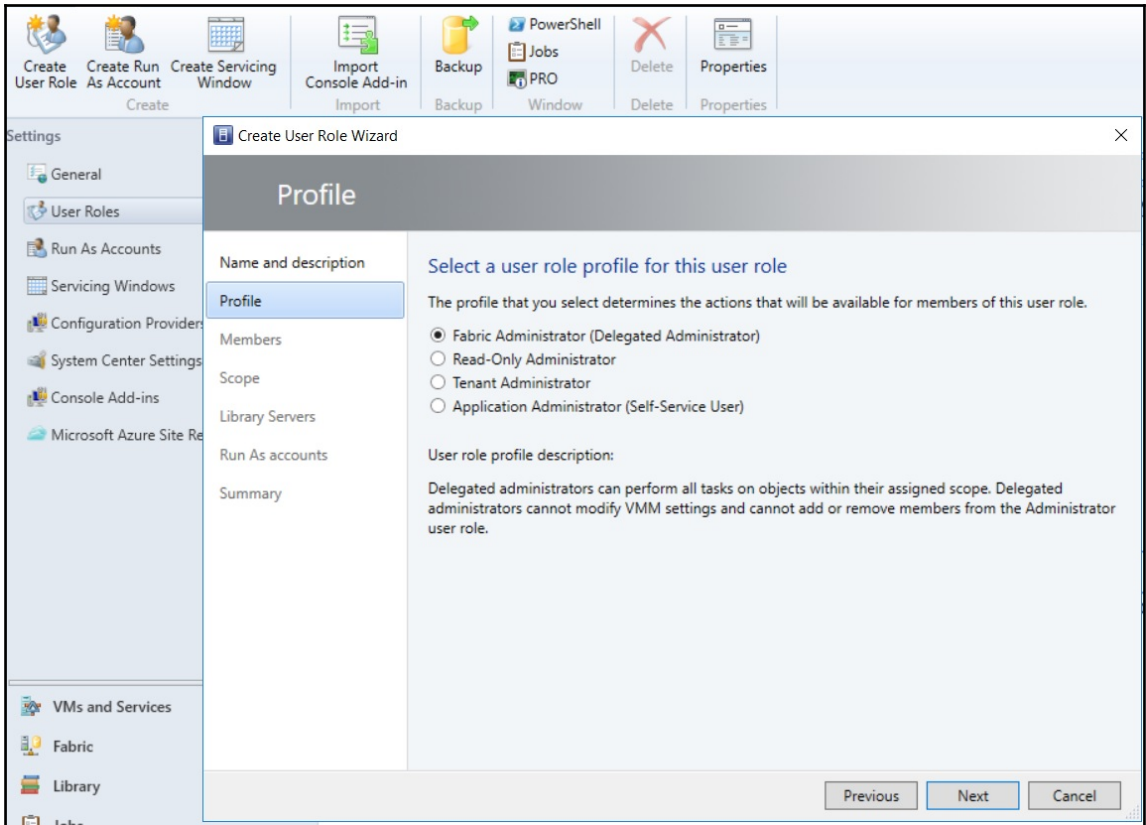 Create
User Role
Create Run
As Account
Create Servicing
Window
Import
Console Add-in
Backup
PowerShell
Jobs
PRO
Delete
Properties
Create
Import
Backup
Window
Delete
Properties
Settings
General
User Roles
Run As Accounts
Servicing Windows
Configuration Providers
System Center Settings
Console Add-ins
Microsoft Azure Site Re
VMs and Services
Fabric
Library
Jobs
Create User Role Wizard
Profile
Name and description
Profile
Members
Scope
Library Servers
Run As accounts
Summary
Select a user role profile for this user role
The profile that you select determines the actions that will be available for members of this user role.
Fabric Administrator (Delegated Administrator)
Read-Only Administrator
Tenant Administrator
Application Administrator (Self-Service User)
User role profile description:
Delegated administrators can perform all tasks on objects within their assigned scope. Delegated
administrators cannot modify VMM settings and cannot add or remove members from the Administrator
user role.
Previous
Next
Cancel